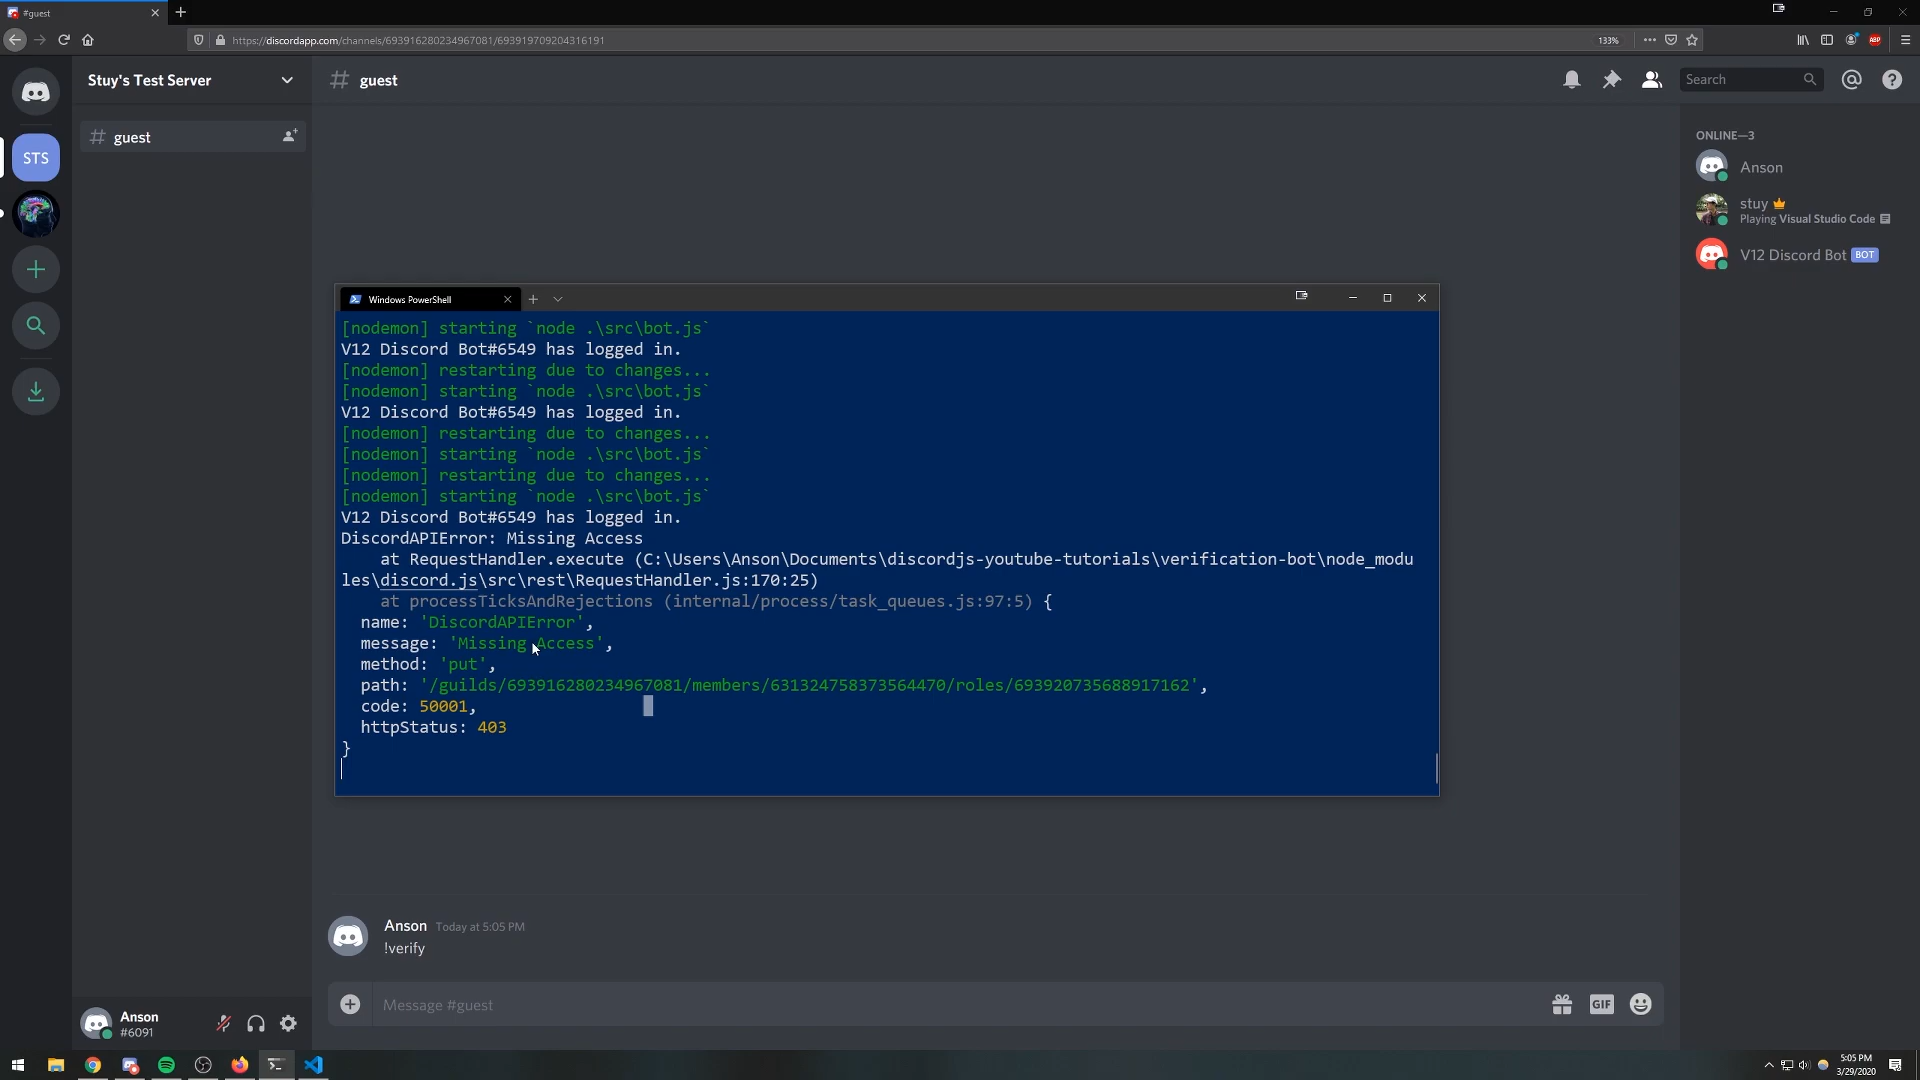 #guest
https://discordapp.com/channels/693916280234967081/693919709204316191
133%
ABP
Stuy's Test Server
guest
Search
STS
guest
ONLINE—3
Anson
stuy
Playing Visual Studio Code
V12 Discord Bot BOT
Windows PowerShell
[nodemon] starting `node .\src\bot.js`
V12 Discord Bot#6549 has logged in.
[nodemon] restarting due to changes...
[nodemon] starting `node .\src\bot.js`
V12 Discord Bot#6549 has logged in.
[nodemon] restarting due to changes...
[nodemon] starting `node .\src\bot.js`
[nodemon] restarting due to changes...
[nodemon] starting `node .\src\bot.js`
V12 Discord Bot#6549 has logged in.
DiscordAPIError: Missing Access
at RequestHandler.execute (C:\Users\Anson\Documents\discordjs-youtube-tutorials\verification-bot\node_modu
les\discord.js\src\rest\RequestHandler.js:170:25)
at processTicksAndRejections (internal/process/task_queues.js:97:5) {
name: 'DiscordAPIError',
message: 'Missing Access',
method: 'put',
path: '/guilds/693916280234967081/members/631324758373564470/roles/693920735688917162',
code: 50001,
httpStatus: 403
}
Anson Today at 5:05 PM
!verify
Message #guest
GIF
Anson
#6091
5:05 PM
3/29/2020